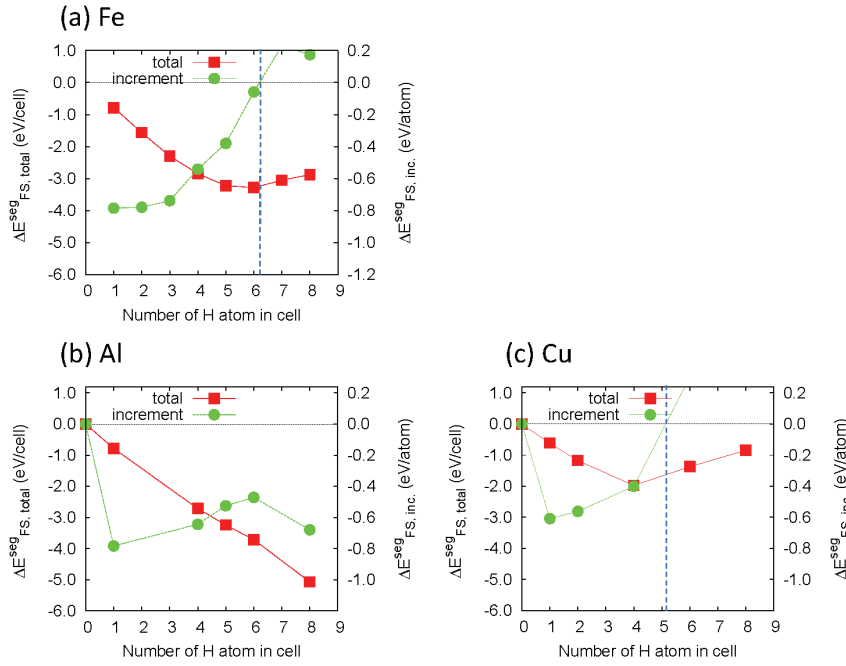 (a) Fe
total
increment
1.0
0.0
-1.0
-2.0
-3.0
-4.0
-5.0
-6.0
0.2
0.0
-0.2
-0.4
-0.6
-0.8
-1.0
-1.2
0 1 2 3 4 5 6 7 8 9
Number of H atom in cell
ΔE^seg_FS, total (eV/cell)
ΔE^seg_FS, inc. (eV/atom)
(b) Al
total
increment
1.0
0.0
-1.0
-2.0
-3.0
-4.0
-5.0
-6.0
0.2
0.0
-0.2
-0.4
-0.6
-0.8
-1.0
0 1 2 3 4 5 6 7 8 9
Number of H atom in cell
ΔE^seg_FS, total (eV/cell)
ΔE^seg_FS, inc. (eV/atom)
(c) Cu
total
increment
1.0
0.0
-1.0
-2.0
-3.0
-4.0
-5.0
-6.0
0.2
0.0
-0.2
-0.4
-0.6
-0.8
-1.0
0 1 2 3 4 5 6 7 8 9
Number of H atom in cell
ΔE^seg_FS, total (eV/cell)
ΔE^seg_FS, inc. (eV/atom)